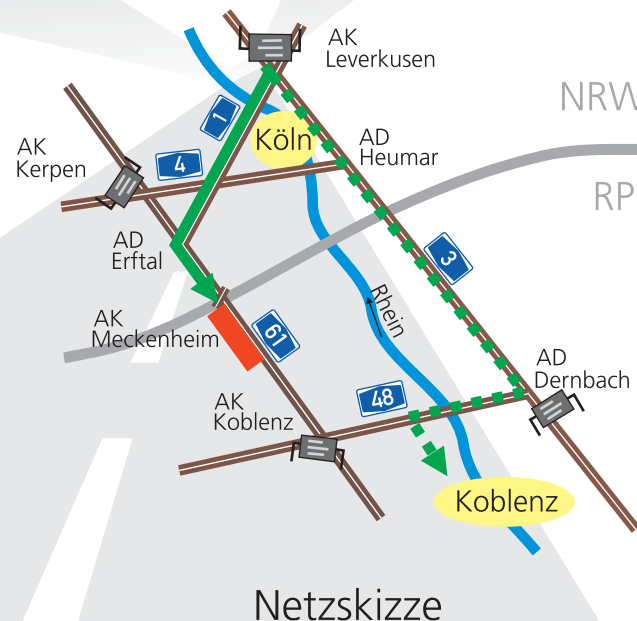 AK
Leverkusen
NRW
1
Köln
AD
Heumar
4
AK
Kerpen
RP
AD
Erftal
3
Rhein
AK
Meckenheim
61
AD
Dernbach
48
AK
Koblenz
Koblenz
Netzskizze